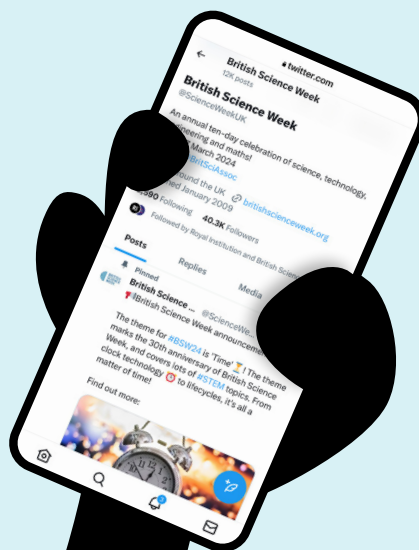 twitter.com
British Science Week
12K posts
British Science Week
@ScienceWeekUK
An annual ten-day celebration of science, technology,
engineering and maths!
March 2024
BritSciAssoc
around the UK britishscienceweek.org
January 2009
Following 40.3K Followers
Followed by Royal Institution and British Scien
Posts Replies Media
Pinned
British Science ... @ScienceWe...
British Science Week announcemen
The theme for #BSW24 is 'Time' ! The theme
marks the 30th anniversary of British Science
Week, and covers lots of #STEM topics. From
clock technology to lifecycles, it's all a
matter of time!
Find out more: